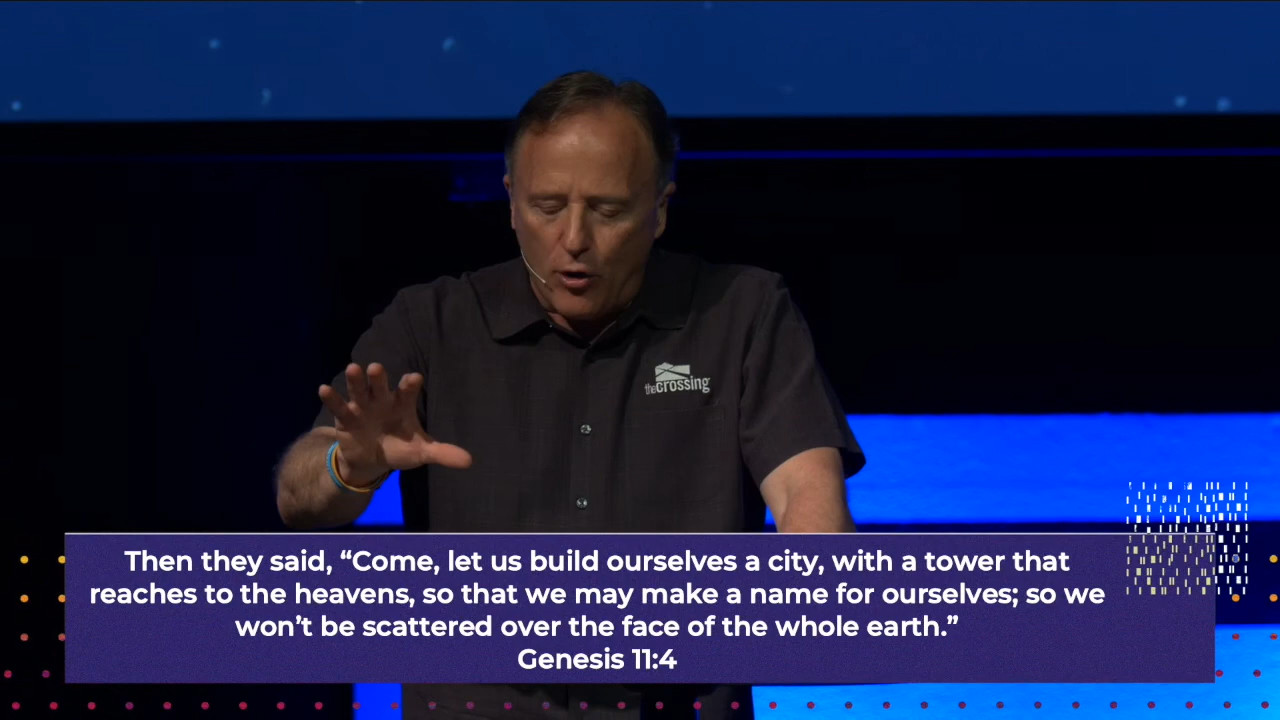 thecrossing
Then they said, “Come, let us build ourselves a city, with a tower that
reaches to the heavens, so that we may make a name for ourselves; so we
won’t be scattered over the face of the whole earth.”
Genesis 11:4